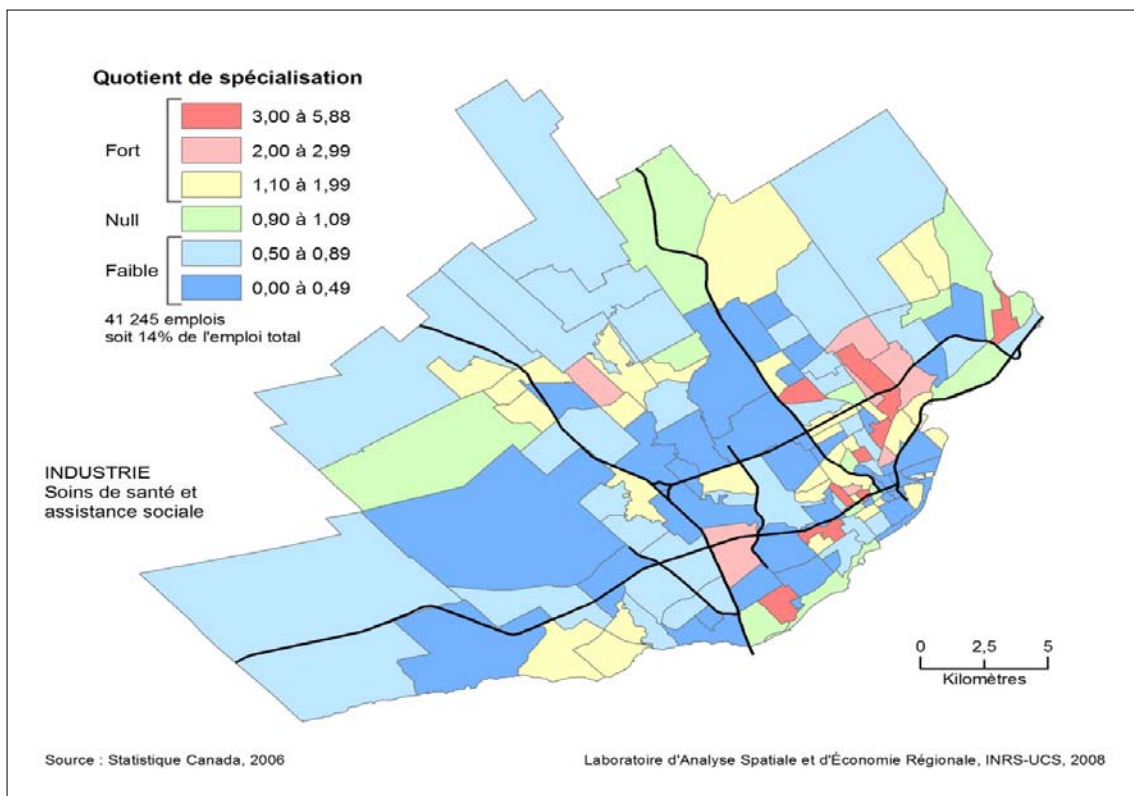 Quotient de spécialisation
Fort
3,00 à 5,88
2,00 à 2,99
1,10 à 1,99
Null
0,90 à 1,09
Faible
0,50 à 0,89
0,00 à 0,49
41 245 emplois
soit 14% de l'emploi total
INDUSTRIE
Soins de santé et
assistance sociale
0 2,5 5
Kilomètres
Source : Statistique Canada, 2006
Laboratoire d'Analyse Spatiale et d'Économie Régionale, INRS-UCS, 2008